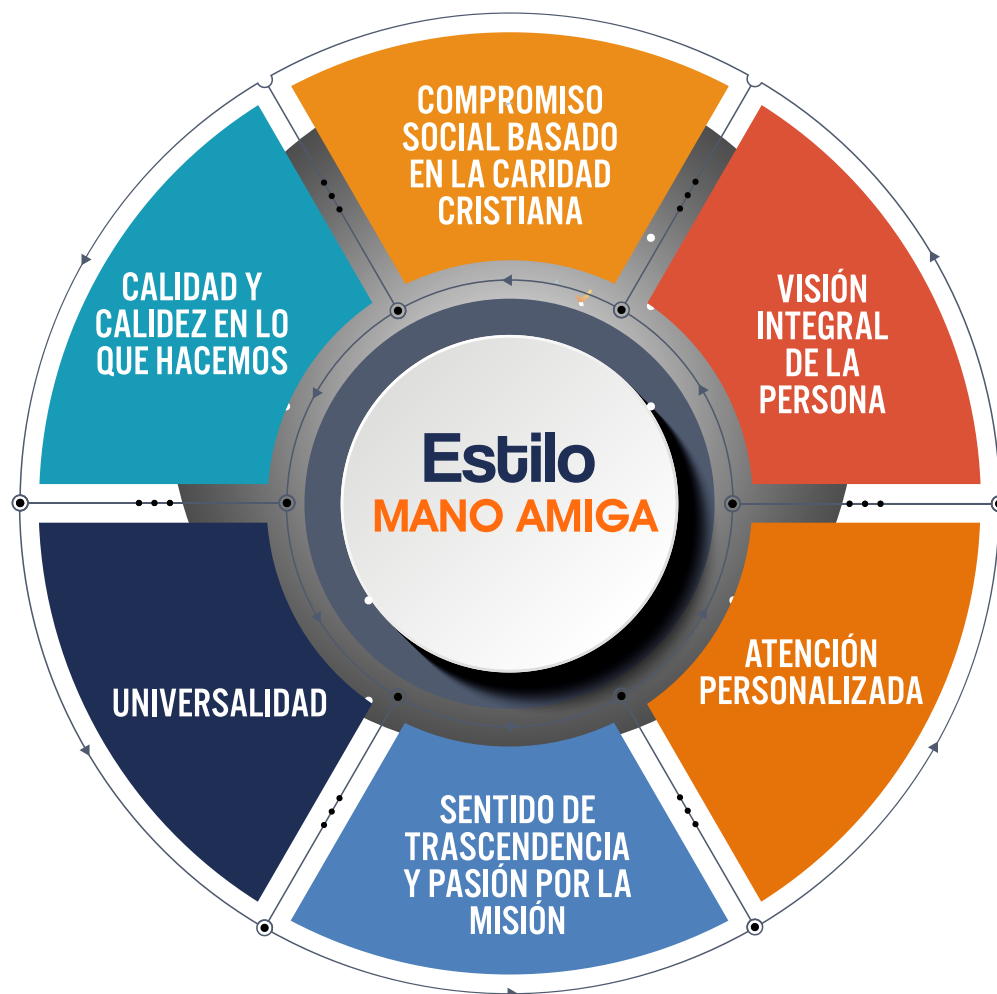 COMPROMISO
SOCIAL BASADO
EN LA CARIDAD
CRISTIANA
VISIÓN
INTEGRAL
DE LA
PERSONA
ATENCIÓN
PERSONALIZADA
SENTIDO DE
TRASCENDENCIA
Y PASIÓN POR LA
MISIÓN
UNIVERSALIDAD
CALIDAD Y
CALIDEZ EN LO
QUE HACEMOS
Estilo
MANO AMIGA